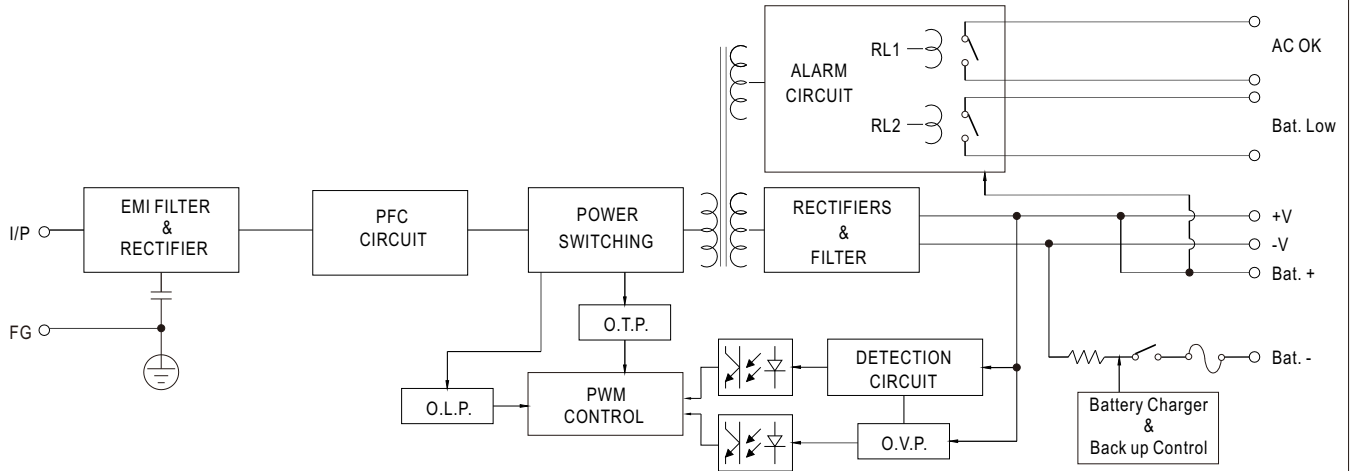 RL1
AC OK
ALARM
CIRCUIT
RL2
Bat. Low
I/P
EMI FILTER
&
RECTIFIER
PFC
CIRCUIT
POWER
SWITCHING
RECTIFIERS
&
FILTER
+V
-V
Bat. +
FG
O.T.P.
O.L.P.
PWM
CONTROL
DETECTION
CIRCUIT
O.V.P.
Bat. -
Battery Charger
&
Back up Control